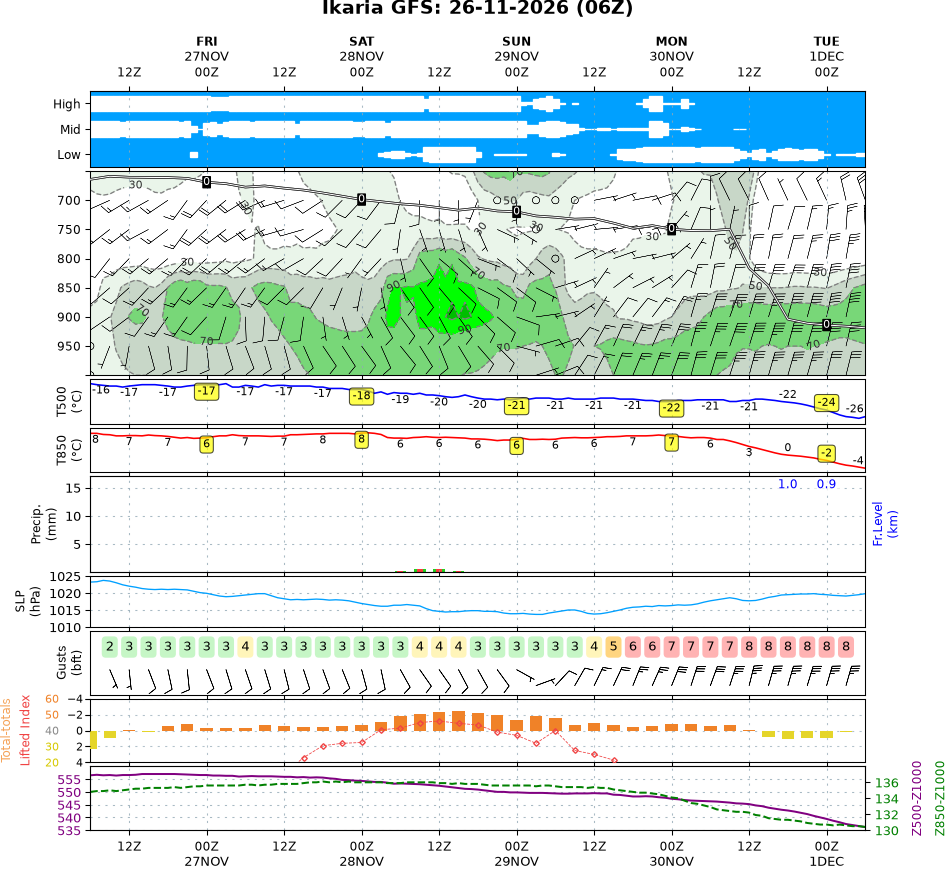 Ikaria GFS: 26-11-2026 (06Z)
FRI SAT SUN MON TUE
27NOV 28NOV 29NOV 30NOV 1DEC
12Z 00Z 12Z 00Z 12Z 00Z 12Z 00Z 12Z 00Z
High
Mid
Low
30 0 30 0 50 0 30 30 30 0 50
700
750
800 30 70 30
850 90 50
900 70 70 90 0
950 70 70
T500 (°C) -16 -17 -17 -17 -17 -17 -18 -19 -20 -20 -21 -21 -21 -21 -22 -21 -21 -22 -24 -26
T850 (°C) 8 7 7 6 7 7 8 8 6 6 6 6 6 6 7 7 6 3 0 -2 -4
Precip. (mm)
15 1.0 0.9
10
5
Fr.Level (km)
SLP (hPa)
1025
1020
1015
1010
Gusts (bft) 2 3 3 3 3 3 3 4 3 3 3 3 3 3 3 3 4 4 4 3 3 3 3 3 3 4 5 6 6 7 7 7 7 8 8 8 8 8 8
Total-totals
Lifted Index
60 −4
50 −2
40 0
30 2
20 4
555 136
550 134
545 132
540 130
535
Z500-Z1000
Z850-Z1000
12Z 00Z 12Z 00Z 12Z 00Z 12Z 00Z 12Z 00Z
27NOV 28NOV 29NOV 30NOV 1DEC